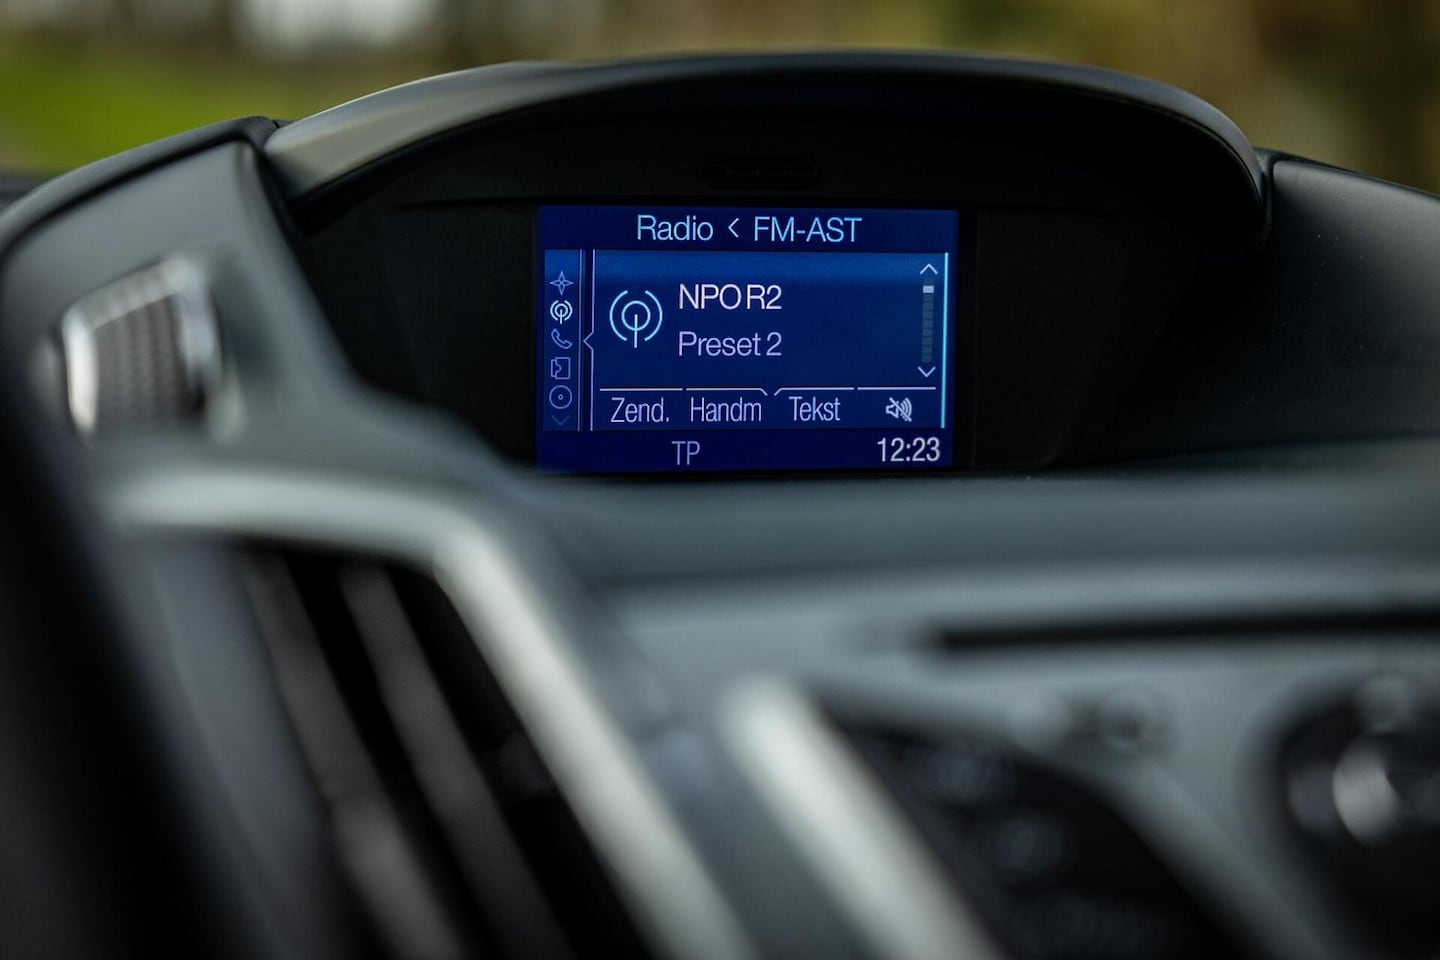 Radio < FM-AST
NPO R2
Preset 2
Zend. Handm Tekst
TP 12:23